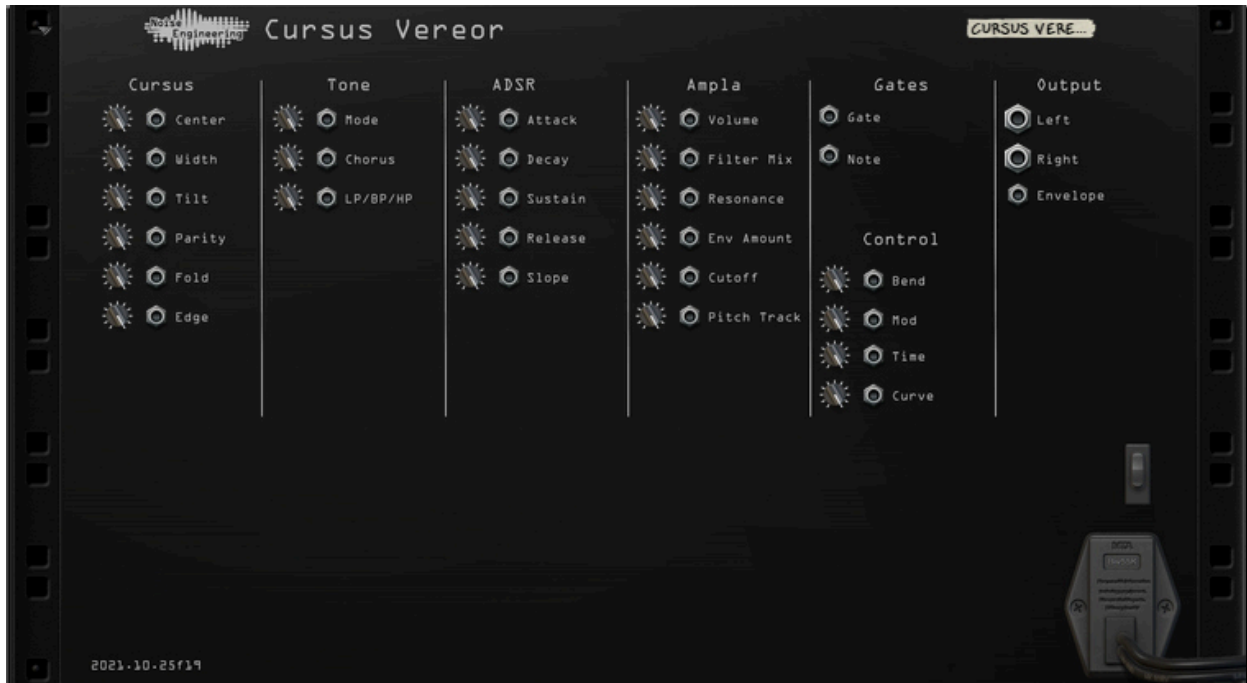 Noise
Engineering
Cursus Vereor
CURSUS VERE...
Cursus
Center
Width
Tilt
Parity
Fold
Edge
Tone
Mode
Chorus
LP/BP/HP
ADSR
Attack
Decay
Sustain
Release
Slope
Ampla
Volume
Filter Mix
Resonance
Env Amount
Cutoff
Pitch Track
Gates
Gate
Note
Control
Bend
Mod
Time
Curve
Output
Left
Right
Envelope
2021.10.25f19